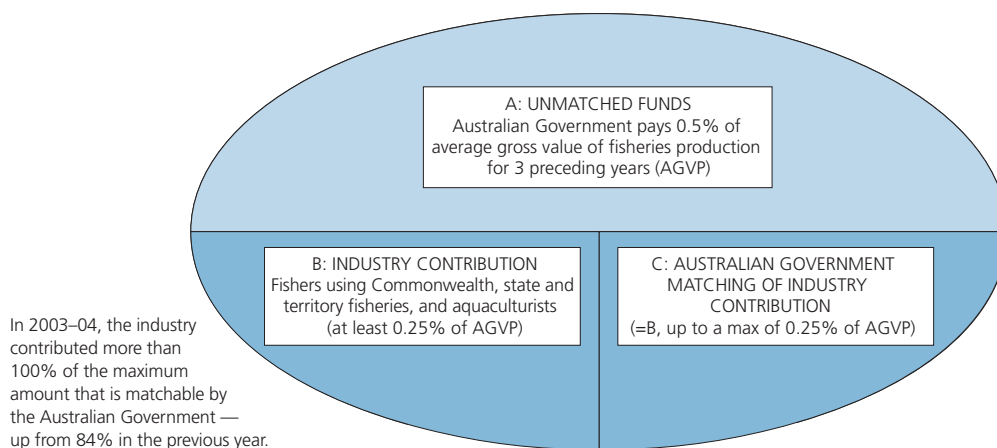 A: UNMATCHED FUNDS
Australian Government pays 0.5% of
average gross value of fisheries production
for 3 preceding years (AGVP)
B: INDUSTRY CONTRIBUTION
Fishers using Commonwealth, state and
territory fisheries, and aquaculturists
(at least 0.25% of AGVP)
C: AUSTRALIAN GOVERNMENT
MATCHING OF INDUSTRY
CONTRIBUTION
(=B, up to a max of 0.25% of AGVP)
In 2003–04, the industry
contributed more than
100% of the maximum
amount that is matchable by
the Australian Government —
up from 84% in the previous year.